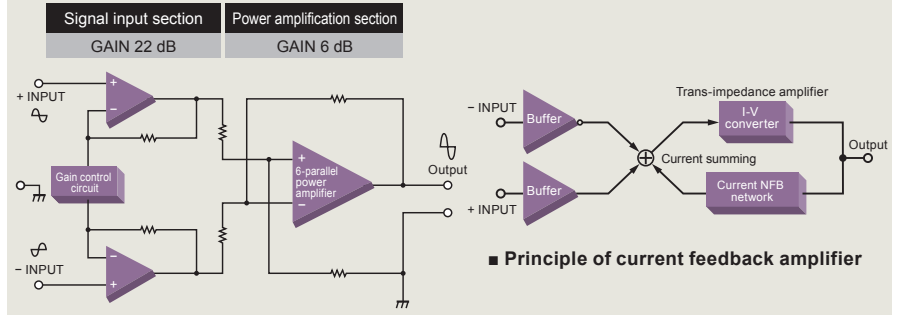 Signal input section
Power amplification section
GAIN 22 dB
GAIN 6 dB
+
+ INPUT
−
Gain control
circuit
−
− INPUT
+
+
6-parallel
power
amplifier
−
Output
− INPUT
Buffer
+ INPUT
Buffer
Trans-impedance amplifier
I-V
converter
Current summing
Output
Current NFB
network
■ Principle of current feedback amplifier